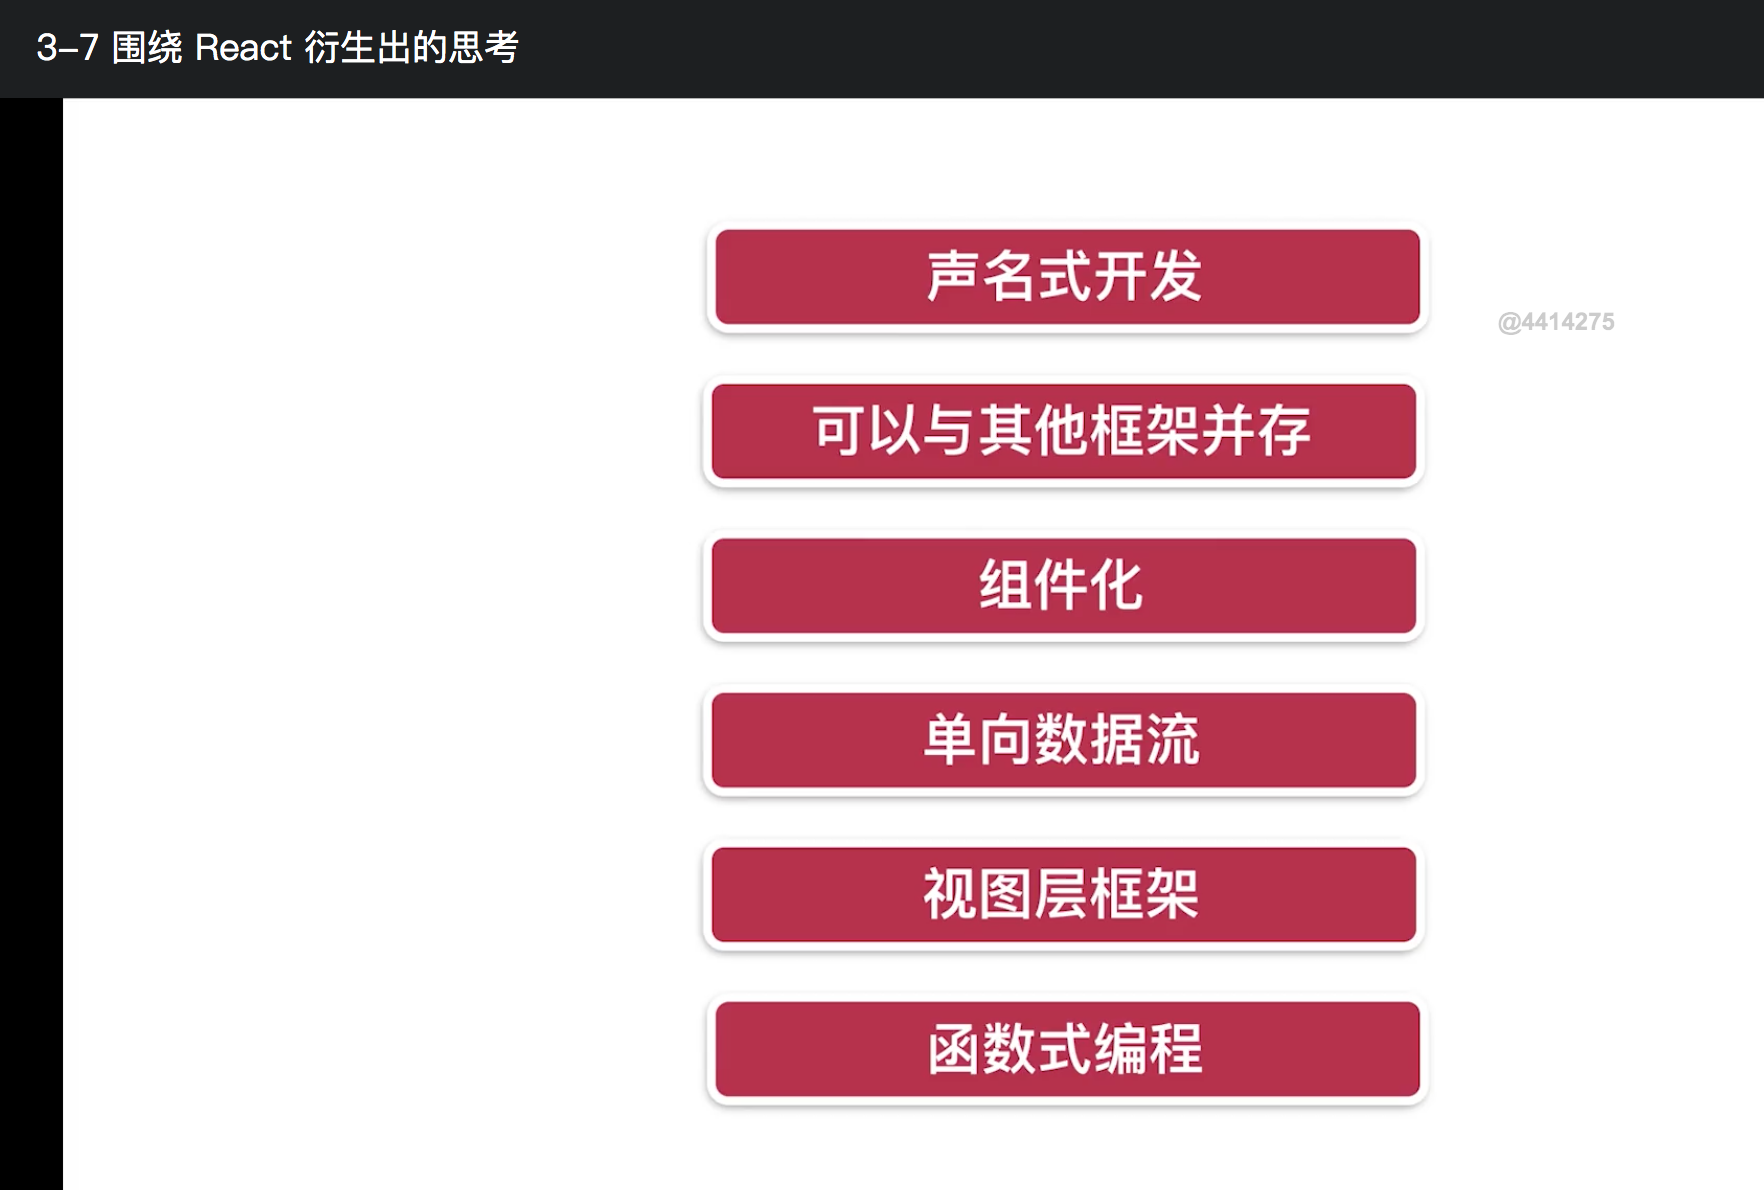 3-7 围绕 React 衍生出的思考
声名式开发
@4414275
可以与其他框架并存
组件化
单向数据流
视图层框架
函数式编程